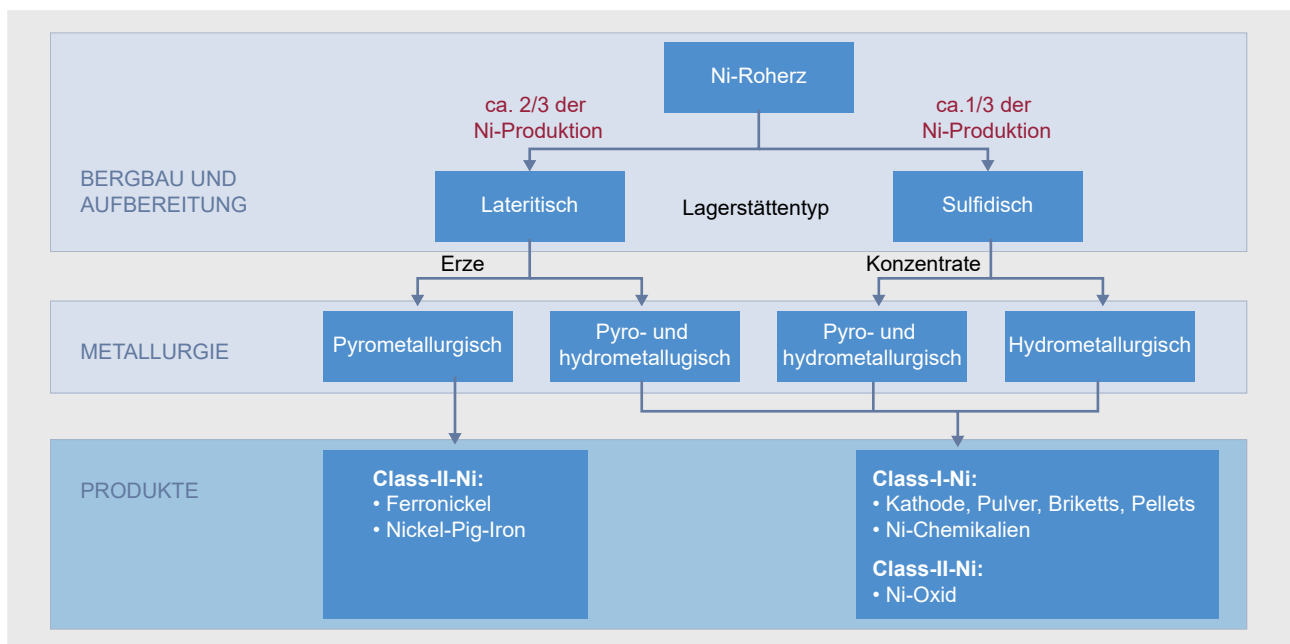 Ni-Roherz
ca. 2/3 der
Ni-Produktion
ca.1/3 der
Ni-Produktion
BERGBAU UND
AUFBEREITUNG
Lateritisch
Lagerstättentyp
Sulfidisch
Erze
Konzentrate
METALLURGIE
Pyrometallurgisch
Pyro- und
hydrometallugisch
Pyro- und
hydrometallurgisch
Hydrometallurgisch
PRODUKTE
Class-II-Ni:
• Ferronickel
• Nickel-Pig-Iron
Class-I-Ni:
• Kathode, Pulver, Briketts, Pellets
• Ni-Chemikalien
Class-II-Ni:
• Ni-Oxid